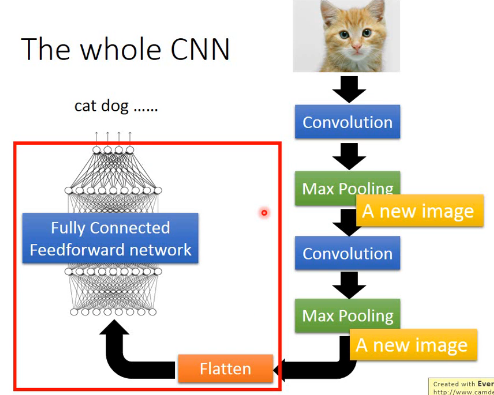 The whole CNN
cat dog ……
Convolution
Max Pooling
A new image
Convolution
Max Pooling
A new image
Flatten
Fully Connected
Feedforward network
Created with Ever
http://www.camde